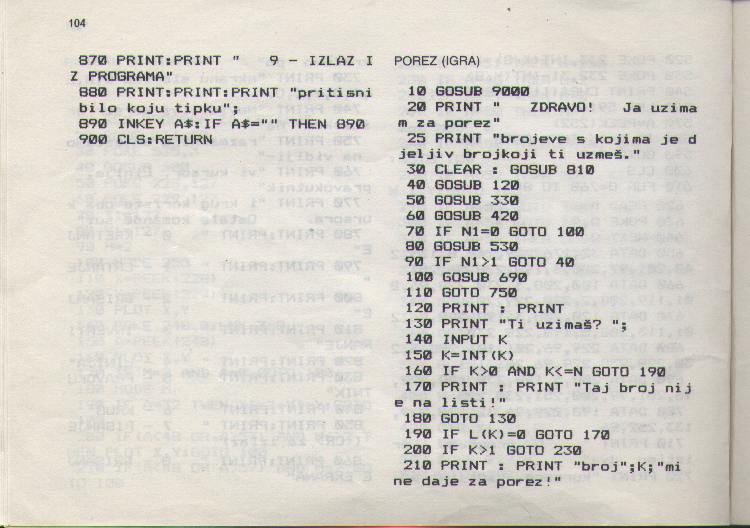 104
870 PRINT:PRINT "   9 - IZLAZ I
Z PROGRAMA"
880 PRINT:PRINT:PRINT "pritisni
bilo koju tipku";
890 INKEY A$:IF A$="" THEN 890
900 CLS:RETURN
POREZ (IGRA)
10 GOSUB 9000
20 PRINT "   ZDRAVO!   Ja uzima
m za porez"
25 PRINT "brojeve s kojima je d
jeljiv brojkoji ti uzmeš."
30 CLEAR : GOSUB 810
40 GOSUB 120
50 GOSUB 330
60 GOSUB 420
70 IF N1=0 GOTO 100
80 GOSUB 530
90 IF N1>1 GOTO 40
100 GOSUB 690
110 GOTO 750
120 PRINT : PRINT
130 PRINT "Ti uzimaš? ";
140 INPUT K
150 K=INT(K)
160 IF K>0 AND K<=N GOTO 190
170 PRINT : PRINT "Taj broj nij
e na listi!"
180 GOTO 130
190 IF L(K)=0 GOTO 170
200 IF K>1 GOTO 230
210 PRINT : PRINT "broj";K;"mi
ne daje za porez!"